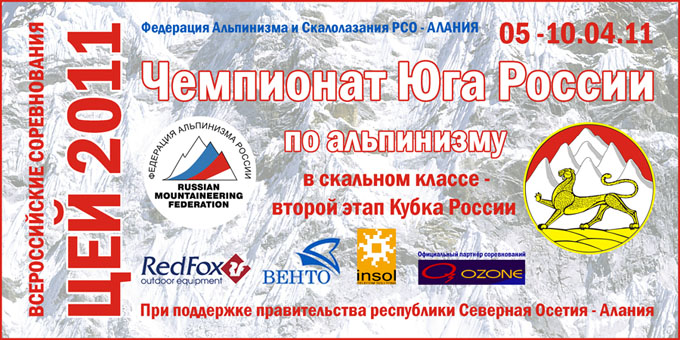 ВСЕРОССИЙСКИЕ СОРЕВНОВАНИЯ
ЦЕЙ 2011
Федерация Альпинизма и Скалолазания РСО - АЛАНИЯ
05 -10.04.11
Чемпионат Юга России
по альпинизму
в скальном классе -
второй этап Кубка России
ФЕДЕРАЦИЯ АЛЬПИНИЗМА РОССИИ
RUSSIAN
MOUNTAINEERING
FEDERATION
RedFox
outdoor equipment
ВЕНТО
insol
Официальный партнёр соревнований
OZONE
При поддержке правительства республики Северная Осетия - Алания